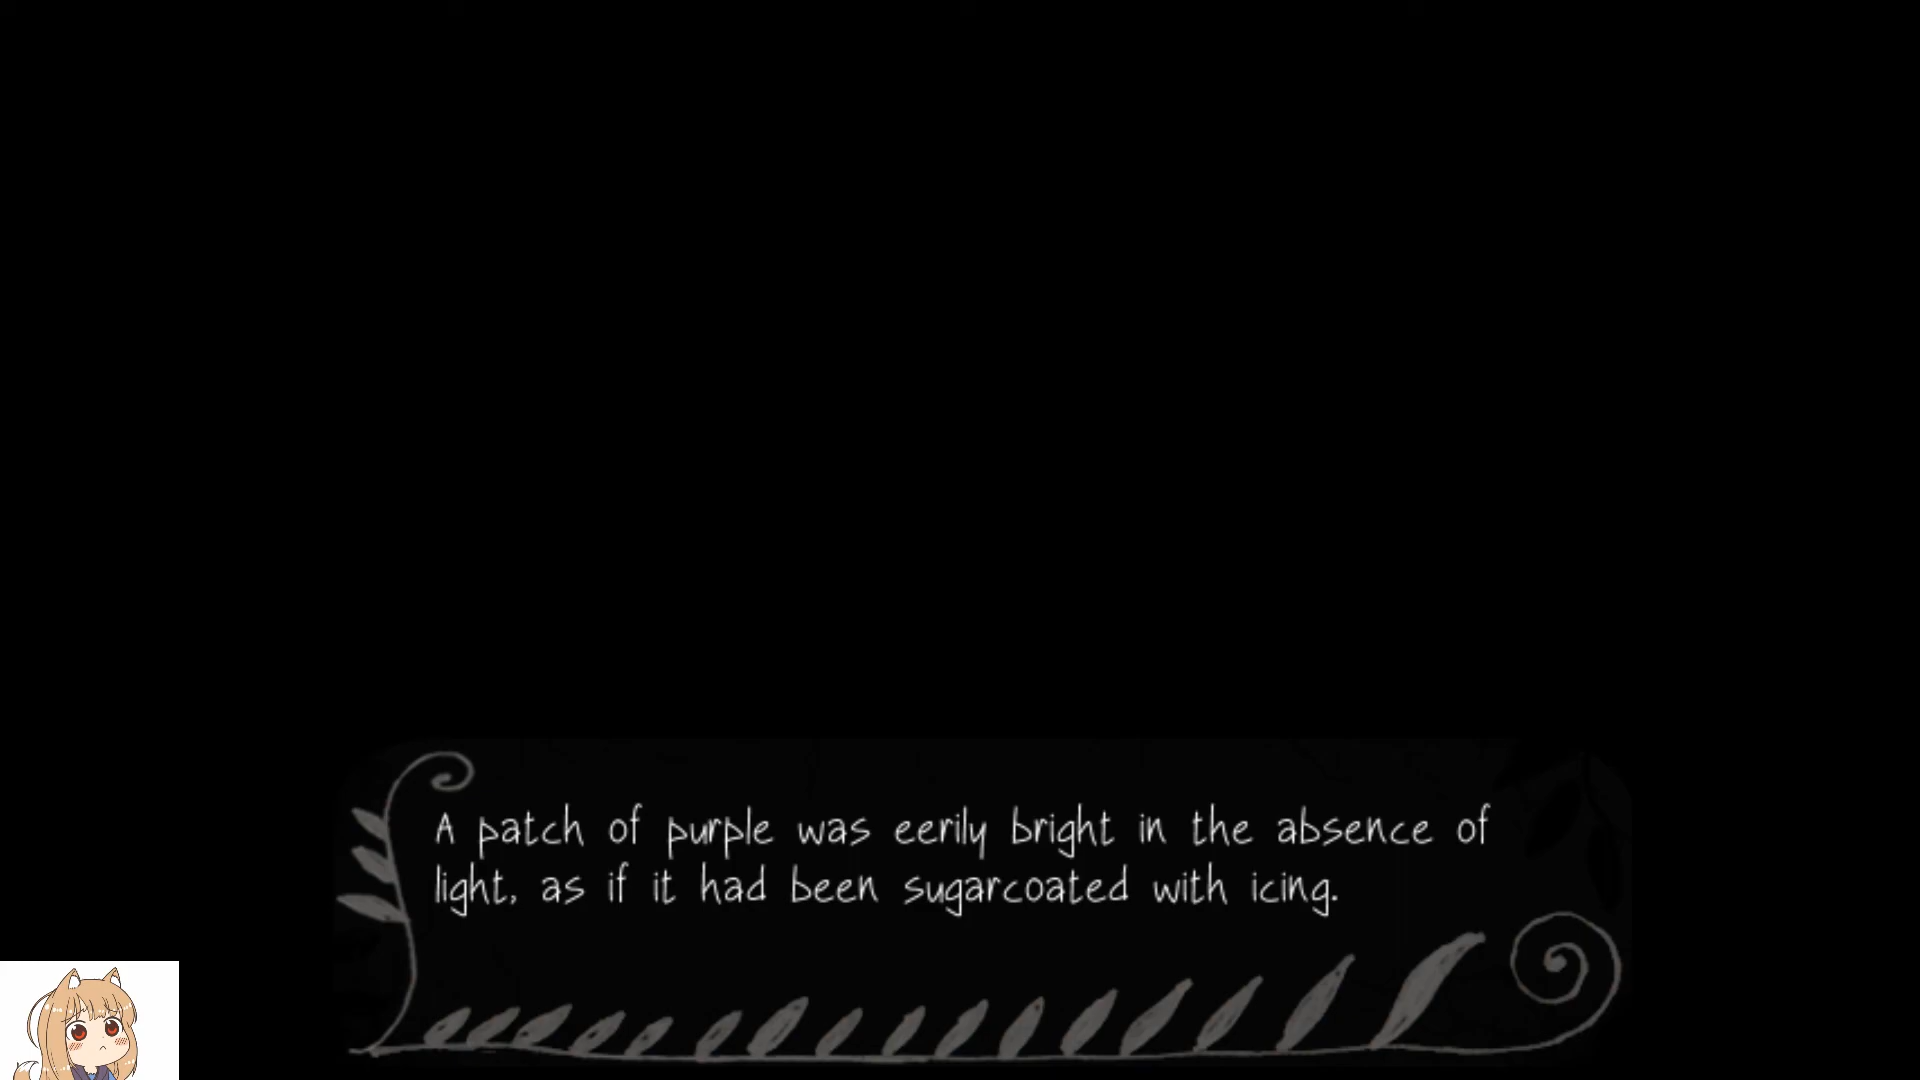 A patch of purple was eerily bright in the absence of
light, as if it had been sugarcoated with icing.